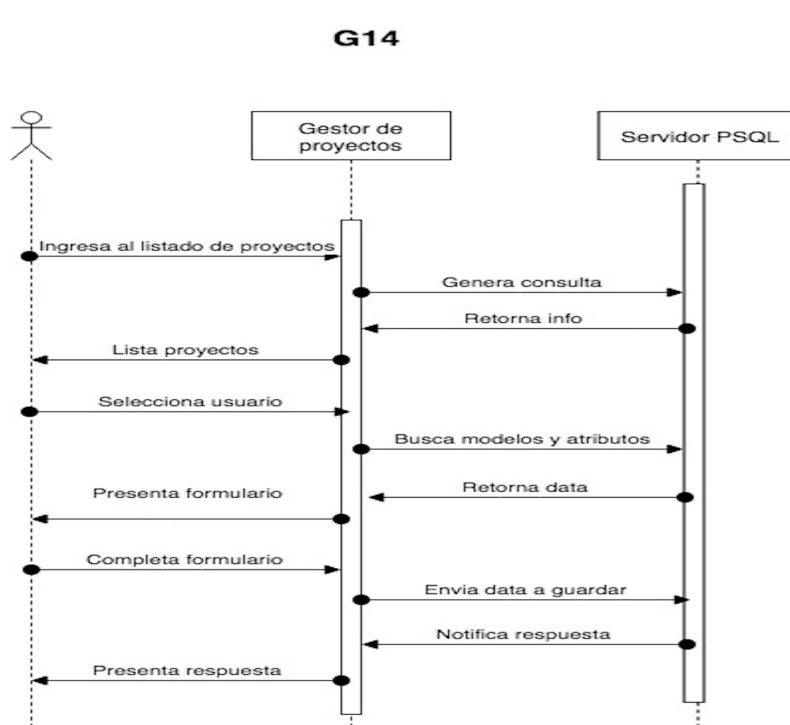 G14
Gestor de
proyectos
Servidor PSQL
Ingresa al listado de proyectos
Genera consulta
Retorna info
Lista proyectos
Selecciona usuario
Busca modelos y atributos
Retorna data
Presenta formulario
Completa formulario
Envia data a guardar
Notifica respuesta
Presenta respuesta